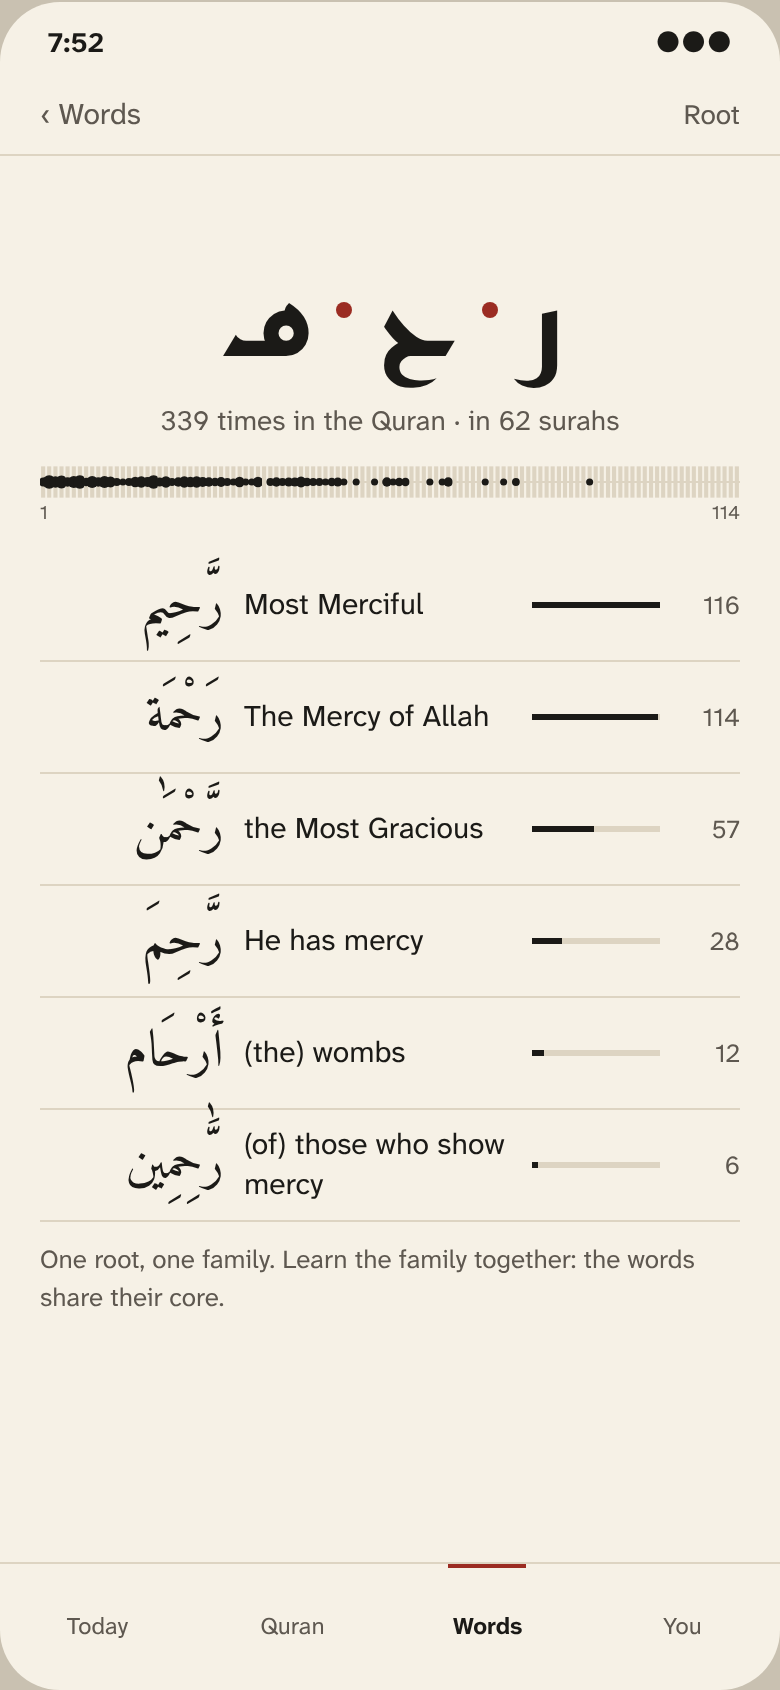 7:52
‹ Words
Root
ر • ح • م
339 times in the Quran · in 62 surahs
1 114
رَّحِيم Most Merciful 116
رَحْمَة The Mercy of Allah 114
رَّحْمَٰن the Most Gracious 57
رَّحِمَ He has mercy 28
أَرْحَام (the) wombs 12
رَّٰحِمِين (of) those who show
mercy 6
One root, one family. Learn the family together: the words
share their core.
Today Quran Words You